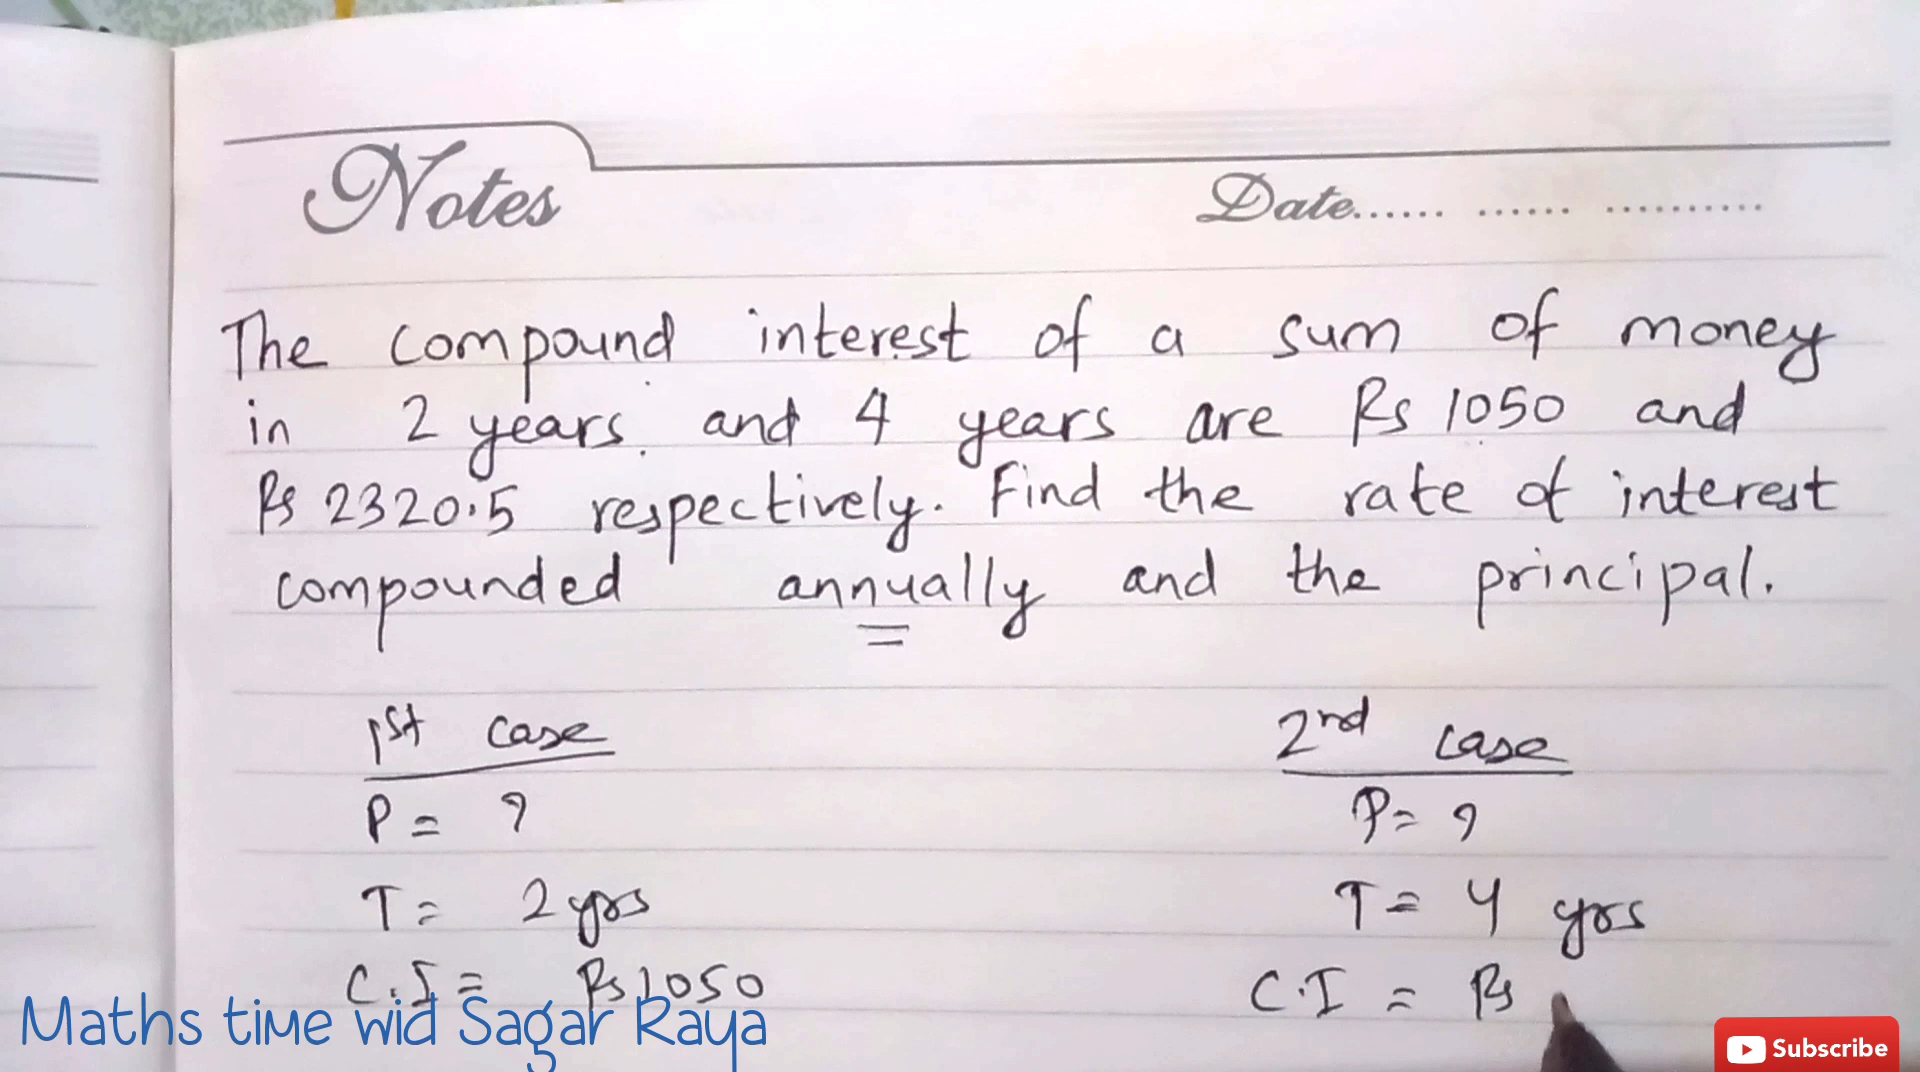 Notes
Date...... ...... ..........
The compound interest of a sum of money
in 2 years and 4 years are Rs 1050 and
Rs 2320.5 respectively. Find the rate of interest
compounded annually and the principal.
1st case
2nd case
P = ?
P = ?
T = 2 yrs
T = 4 yrs
C.I = Rs 1050
C.I = Rs
Maths time wid Sagar Raya
Subscribe